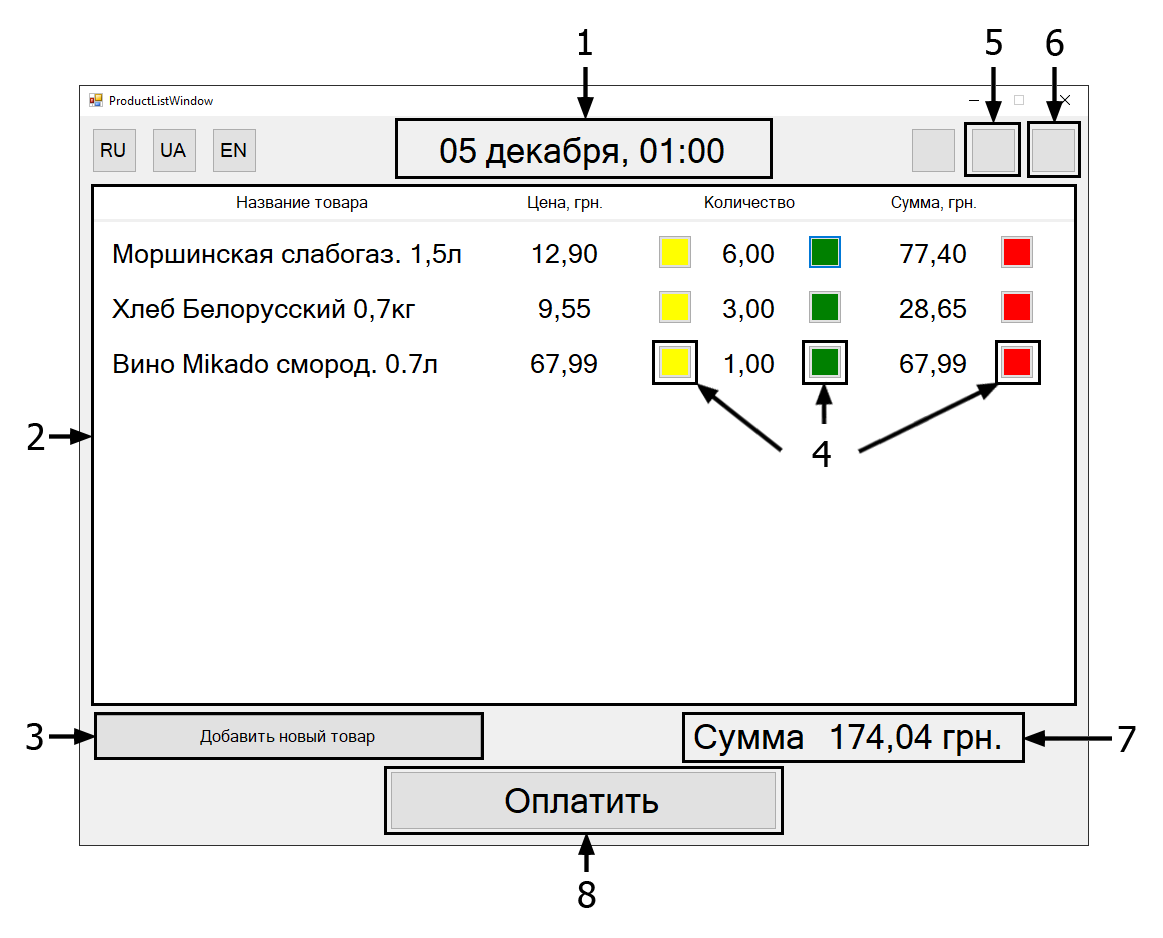 1 5 6
ProductListWindow
RU UA EN 05 декабря, 01:00
Название товара Цена, грн. Количество Сумма, грн.
Моршинская слабогаз. 1,5л 12,90 6,00 77,40
Хлеб Белорусский 0,7кг 9,55 3,00 28,65
Вино Mikado смород. 0.7л 67,99 1,00 67,99
2 4
3 Добавить новый товар Сумма 174,04 грн. 7
Оплатить
8